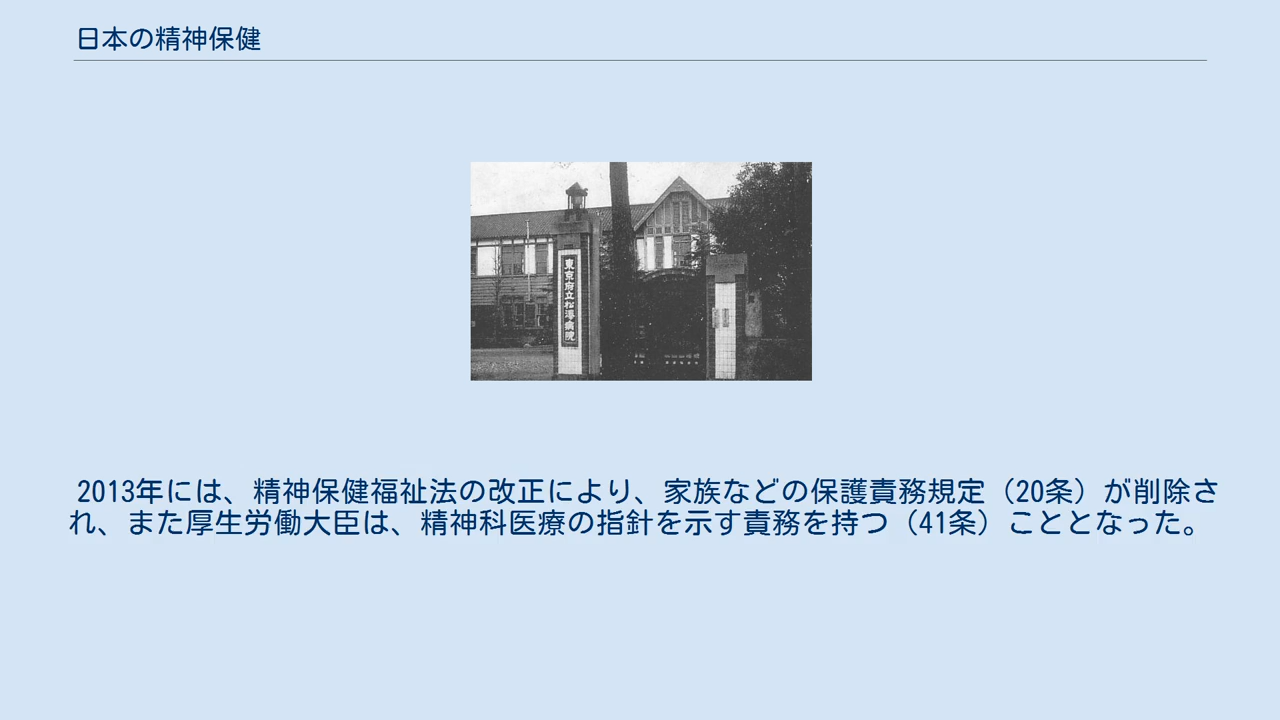 日本の精神保健
東京府立松澤病院
2013年には、精神保健福祉法の改正により、家族などの保護責務規定（20条）が削除さ
れ、また厚生労働大臣は、精神科医療の指針を示す責務を持つ（41条）こととなった。